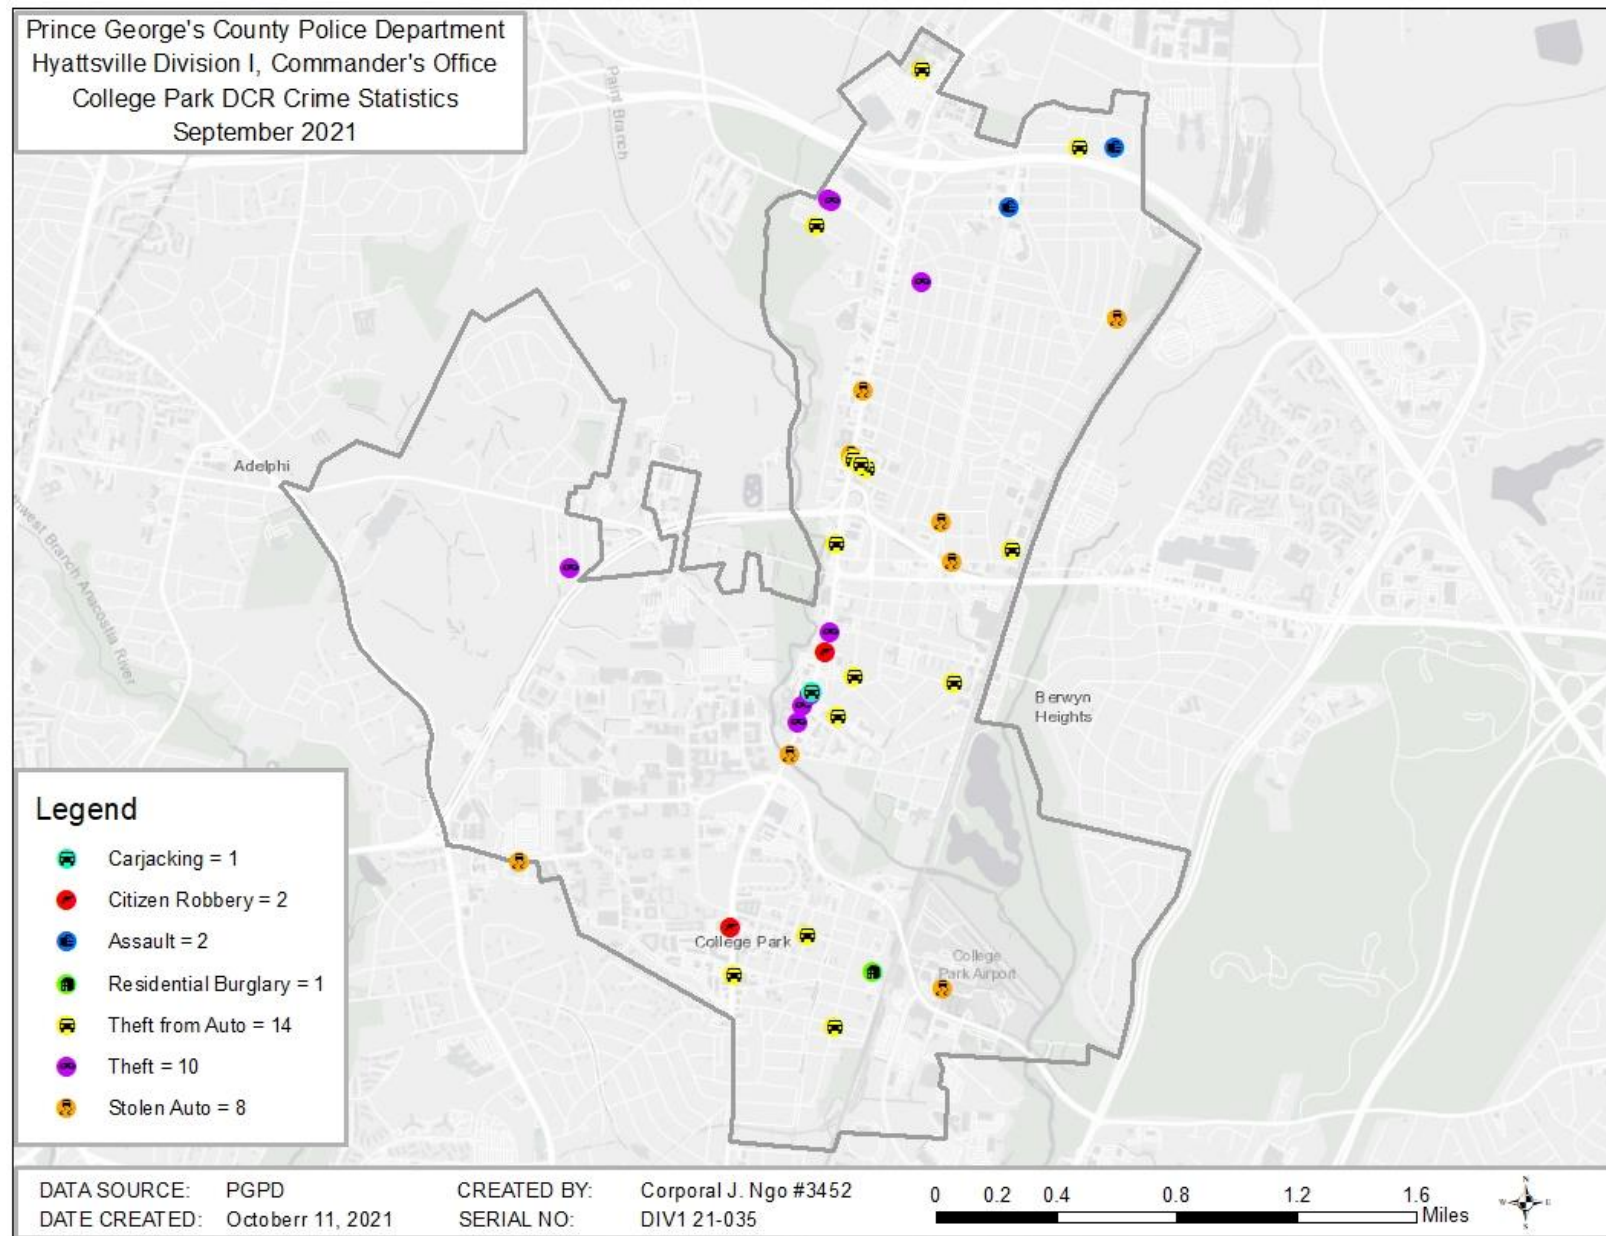 Prince George's County Police Department
Hyattsville Division I, Commander's Office
College Park DCR Crime Statistics
September 2021
Paint Branch
Adelphi
Northwest Branch Anacostia River
Berwyn
Heights
College Park
College
Park Airport
Legend
Carjacking = 1
Citizen Robbery = 2
Assault = 2
Residential Burglary = 1
Theft from Auto = 14
Theft = 10
Stolen Auto = 8
DATA SOURCE: PGPD
DATE CREATED: Octoberr 11, 2021
CREATED BY: Corporal J. Ngo #3452
SERIAL NO: DIV1 21-035
0 0.2 0.4 0.8 1.2 1.6
Miles
N
W E
S